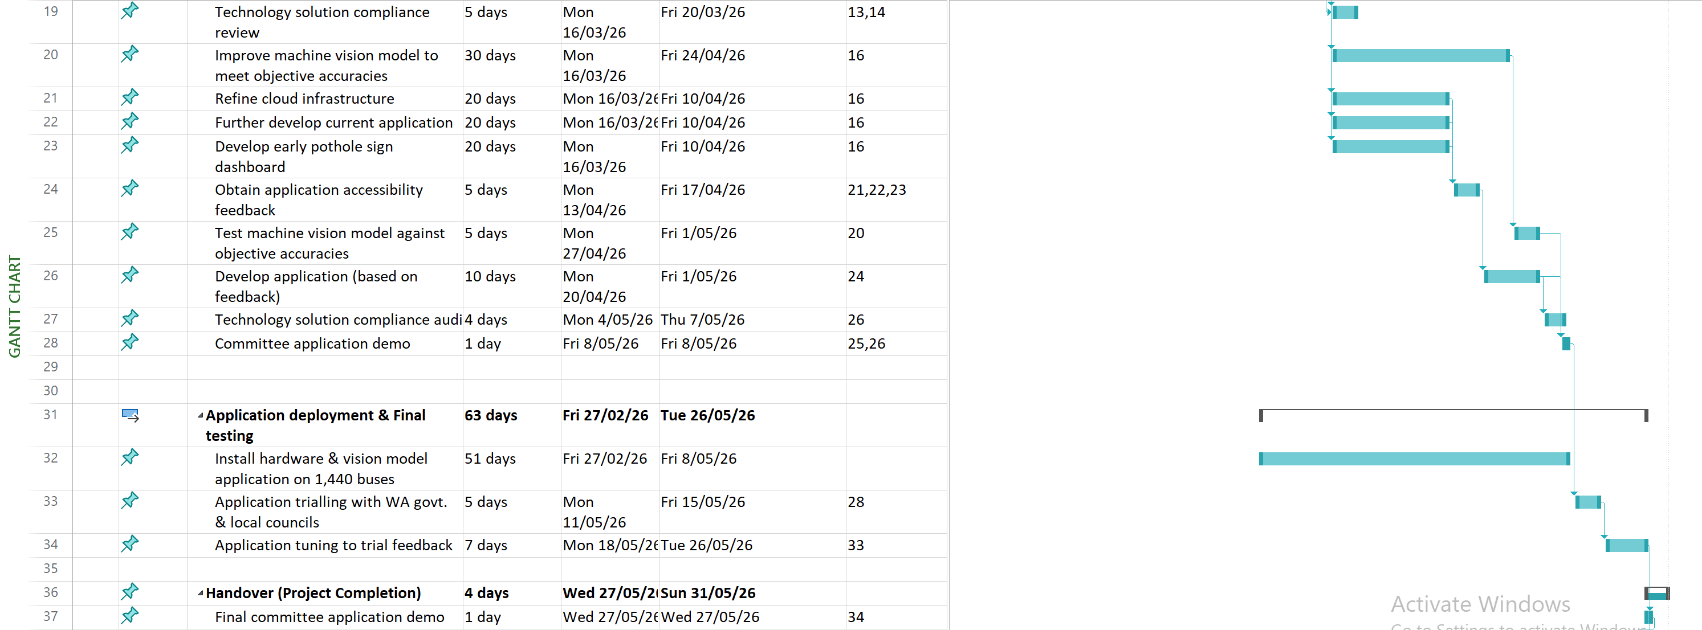 GANTT CHART
19 Technology solution compliance 5 days Mon Fri 20/03/26 13,14
review 16/03/26
20 Improve machine vision model to 30 days Mon Fri 24/04/26 16
meet objective accuracies 16/03/26
21 Refine cloud infrastructure 20 days Mon 16/03/26 Fri 10/04/26 16
22 Further develop current application 20 days Mon 16/03/26 Fri 10/04/26 16
23 Develop early pothole sign 20 days Mon Fri 10/04/26 16
dashboard 16/03/26
24 Obtain application accessibility 5 days Mon Fri 17/04/26 21,22,23
feedback 13/04/26
25 Test machine vision model against 5 days Mon Fri 1/05/26 20
objective accuracies 27/04/26
26 Develop application (based on 10 days Mon Fri 1/05/26 24
feedback) 20/04/26
27 Technology solution compliance audi 4 days Mon 4/05/26 Thu 7/05/26 26
28 Committee application demo 1 day Fri 8/05/26 Fri 8/05/26 25,26
29
30
31 Application deployment & Final 63 days Fri 27/02/26 Tue 26/05/26
testing
32 Install hardware & vision model 51 days Fri 27/02/26 Fri 8/05/26
application on 1,440 buses
33 Application trialling with WA govt. 5 days Mon Fri 15/05/26 28
& local councils 11/05/26
34 Application tuning to trial feedback 7 days Mon 18/05/26 Tue 26/05/26 33
35
36 Handover (Project Completion) 4 days Wed 27/05/26 Sun 31/05/26
37 Final committee application demo 1 day Wed 27/05/26 Wed 27/05/26 34
Activate Windows
Go to Settings to activate Windows